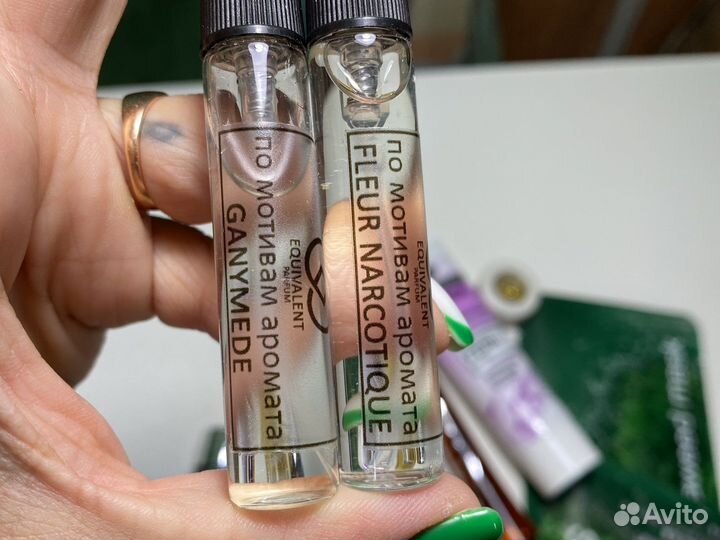 по мотивам аромата
GANYMEDE
EQUIVALENT
PARFUM
по мотивам аромата
FLEUR NARCOTIQUE
EQUIVALENT
PARFUM
Avito